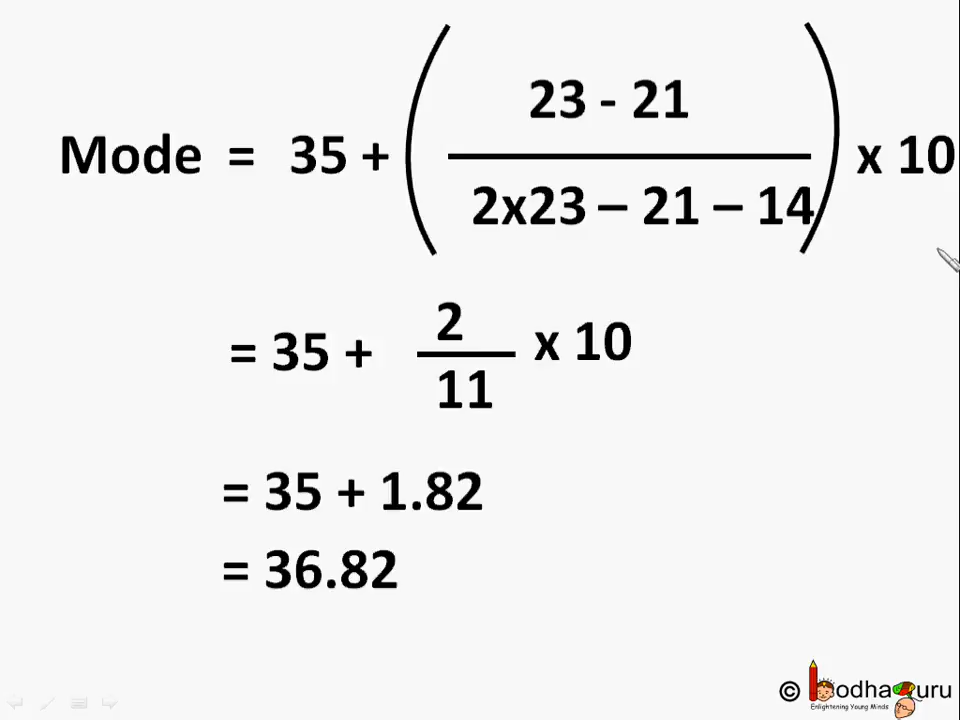 23 - 21
Mode = 35 + ( ) x 10
2x23 – 21 – 14
2
= 35 + x 10
11
= 35 + 1.82
= 36.82
© bodhaguru
Enlightening Young Minds